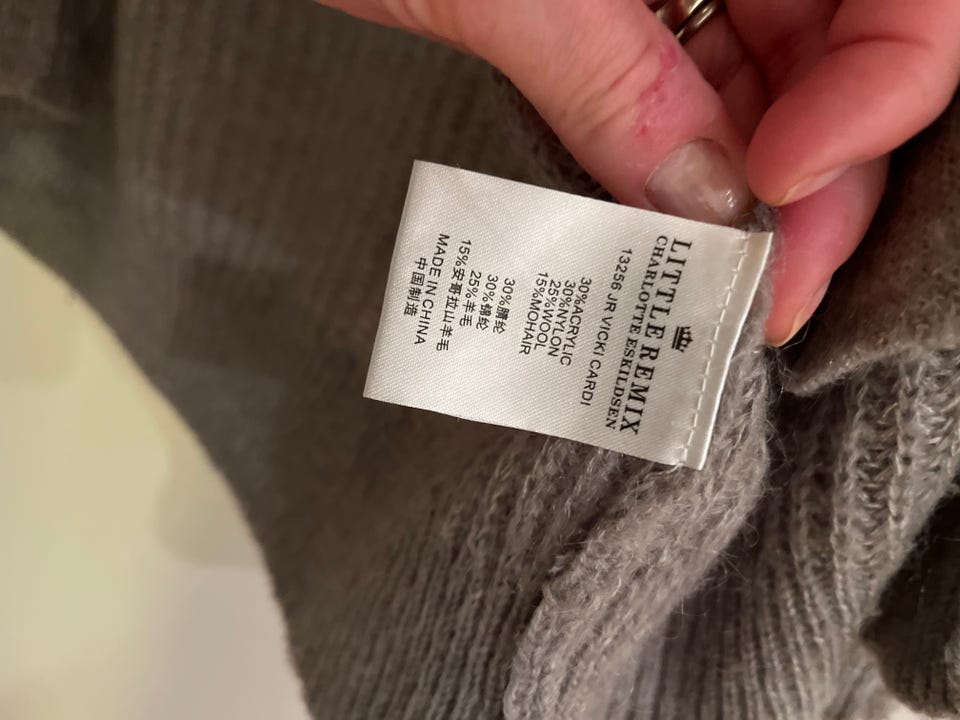 LITTLE REMIX
CHARLOTTE ESKILDSEN
13256 JR VICKI CARDI
30%ACRYLIC
30%NYLON
25%WOOL
15%MOHAIR
30%腈纶
30%锦纶
25%羊毛
15%安哥拉山羊毛
MADE IN CHINA
中国制造